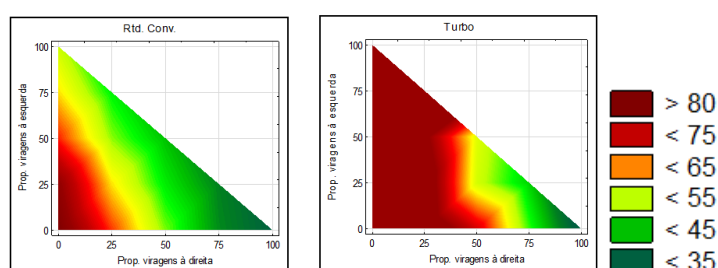 Rtd. Conv.
100
75
50
25
0
Prop. viragens à esquerda
0 25 50 75 100
Prop. viragens à direita
Turbo
100
75
50
25
0
Prop. viragens à esquerda
0 25 50 75 100
Prop. viragens à direita
> 80
< 75
< 65
< 55
< 45
< 35